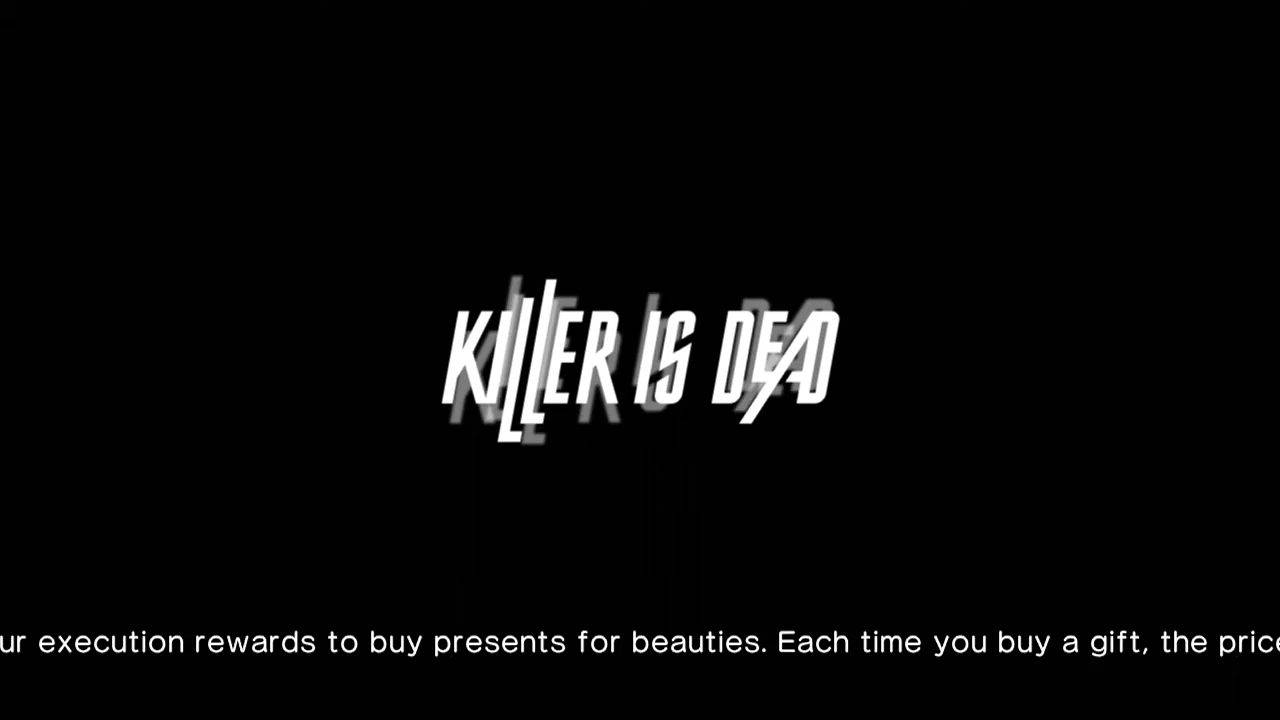 KILLER IS DEAD
ur execution rewards to buy presents for beauties. Each time you buy a gift, the price